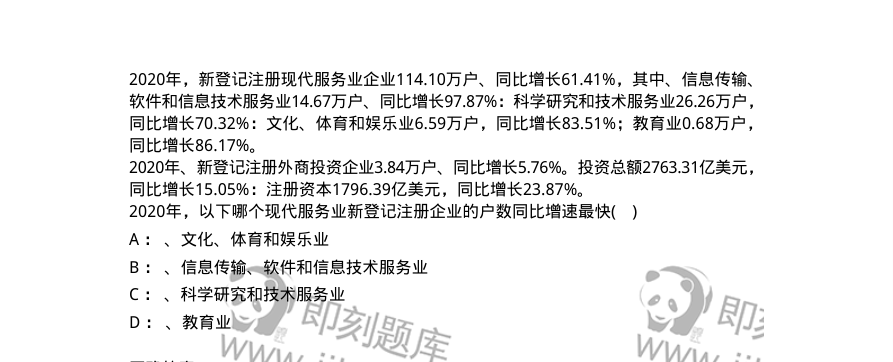 2020年，新登记注册现代服务业企业114.10万户、同比增长61.41%，其中、信息传输、
软件和信息技术服务业14.67万户、同比增长97.87%：科学研究和技术服务业26.26万户，
同比增长70.32%：文化、体育和娱乐业6.59万户，同比增长83.51%；教育业0.68万户，
同比增长86.17%。
2020年、新登记注册外商投资企业3.84万户、同比增长5.76%。投资总额2763.31亿美元，
同比增长15.05%：注册资本1796.39亿美元，同比增长23.87%。
2020年，以下哪个现代服务业新登记注册企业的户数同比增速最快(　)
A： 、文化、体育和娱乐业
B： 、信息传输、软件和信息技术服务业
C： 、科学研究和技术服务业
D： 、教育业
即刻题库
即刻题